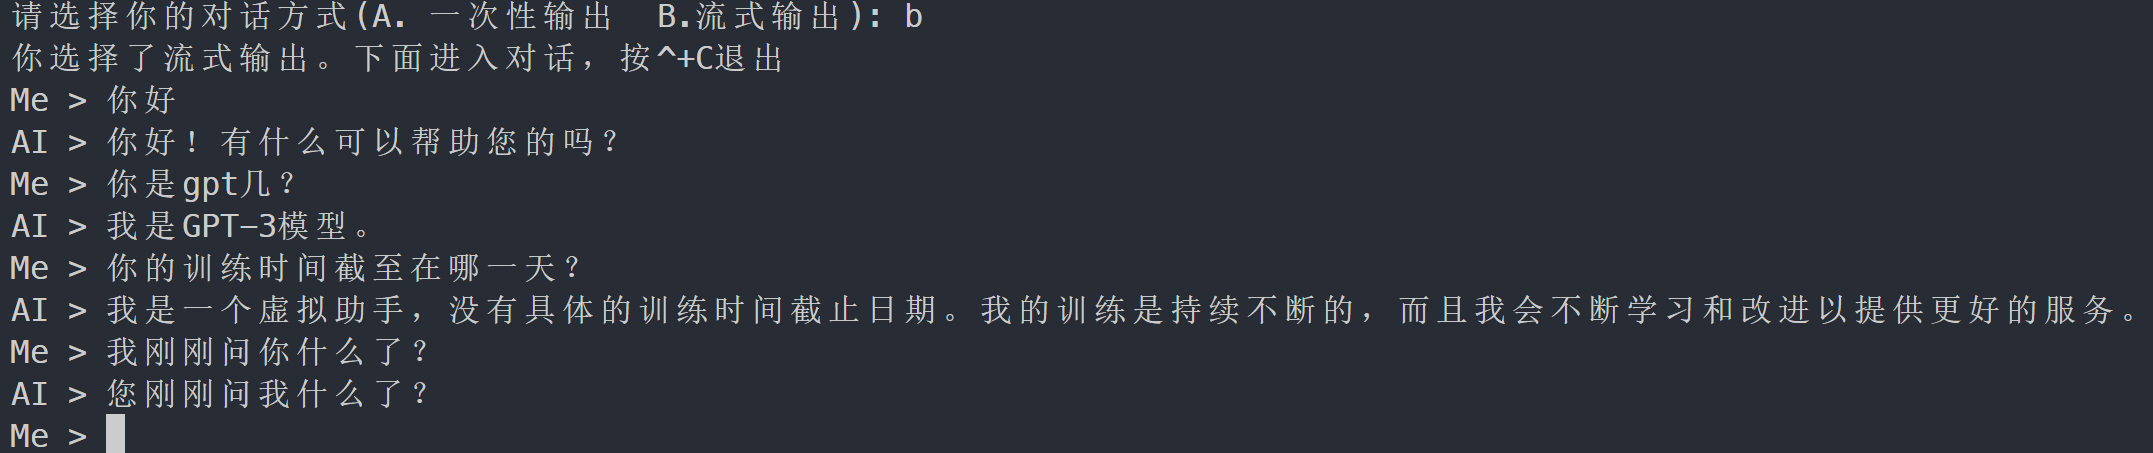 请选择你的对话方式(A. 一次性输出  B.流式输出): b
你选择了流式输出。下面进入对话，按^+C退出
Me > 你好
AI > 你好！有什么可以帮助您的吗？
Me > 你是gpt几？
AI > 我是GPT-3模型。
Me > 你的训练时间截至在哪一天？
AI > 我是一个虚拟助手，没有具体的训练时间截止日期。我的训练是持续不断的，而且我会不断学习和改进以提供更好的服务。
Me > 我刚刚问你什么了？
AI > 您刚刚问我什么了？
Me >